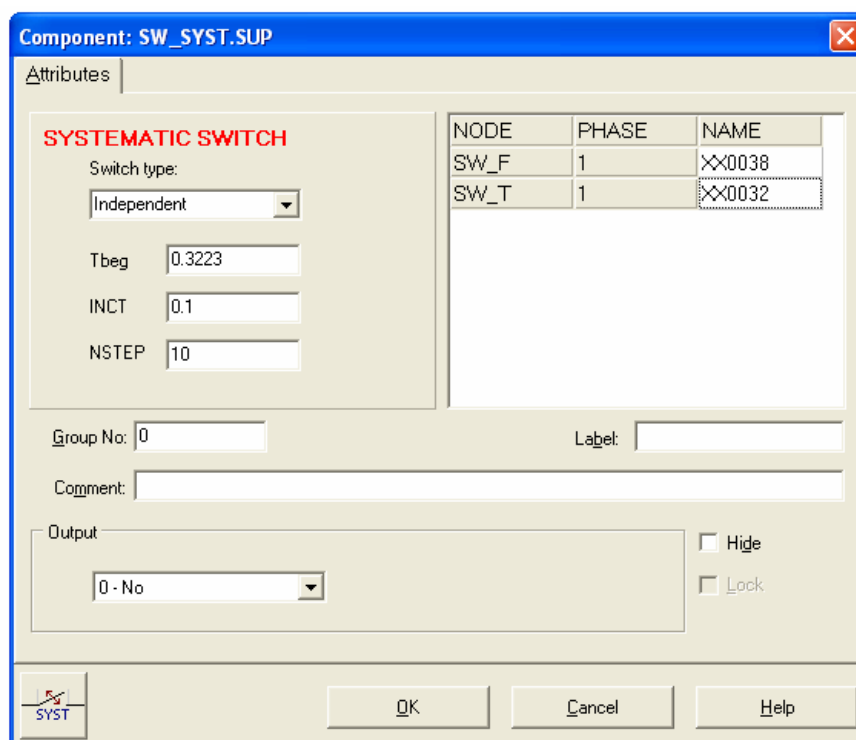 Component: SW_SYST.SUP
Attributes
SYSTEMATIC SWITCH
Switch type:
Independent
Tbeg 0.3223
INCT 0.1
NSTEP 10
NODE PHASE NAME
SW_F 1 XX0038
SW_T 1 XX0032
Group No: 0
Label:
Comment:
Output
0 - No
Hide
Lock
SYST
OK
Cancel
Help